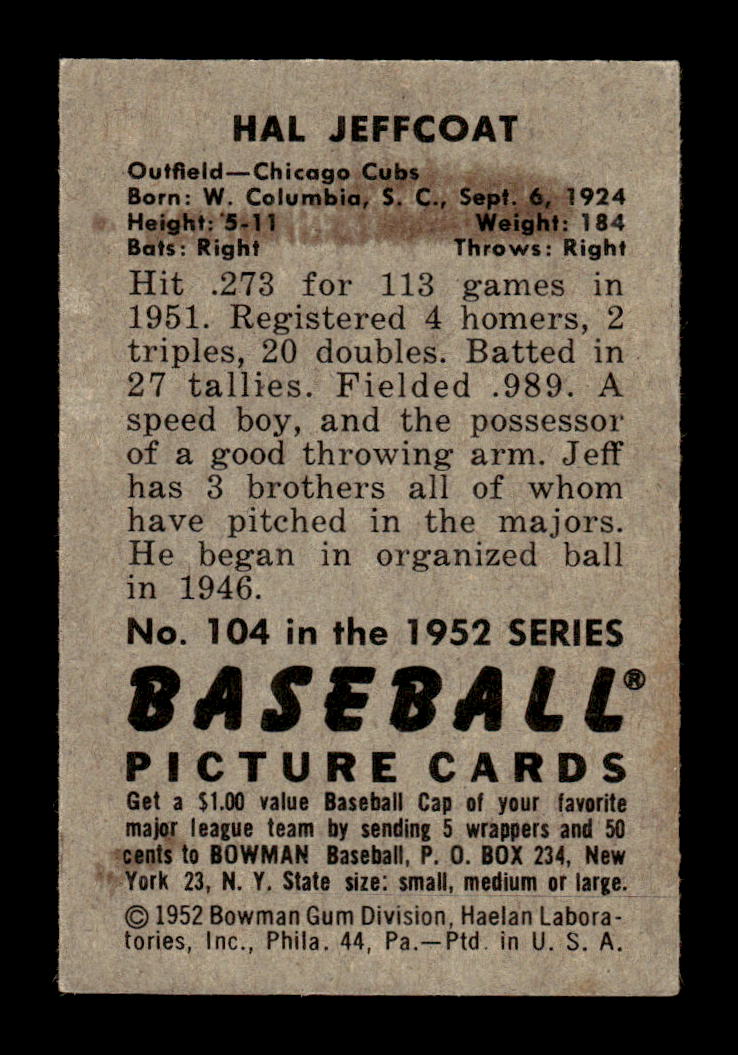 HAL JEFFCOAT
Outfield—Chicago Cubs
Born: W. Columbia, S. C., Sept. 6, 1924
Height: 5-11 Weight: 184
Bats: Right Throws: Right
Hit .273 for 113 games in
1951. Registered 4 homers, 2
triples, 20 doubles. Batted in
27 tallies. Fielded .989. A
speed boy, and the possessor
of a good throwing arm. Jeff
has 3 brothers all of whom
have pitched in the majors.
He began in organized ball
in 1946.
No. 104 in the 1952 SERIES
BASEBALL®
PICTURE CARDS
Get a $1.00 value Baseball Cap of your favorite
major league team by sending 5 wrappers and 50
cents to BOWMAN Baseball, P. O. BOX 234, New
York 23, N. Y. State size: small, medium or large.
© 1952 Bowman Gum Division, Haelan Labora-
tories, Inc., Phila. 44, Pa.—Ptd. in U. S. A.